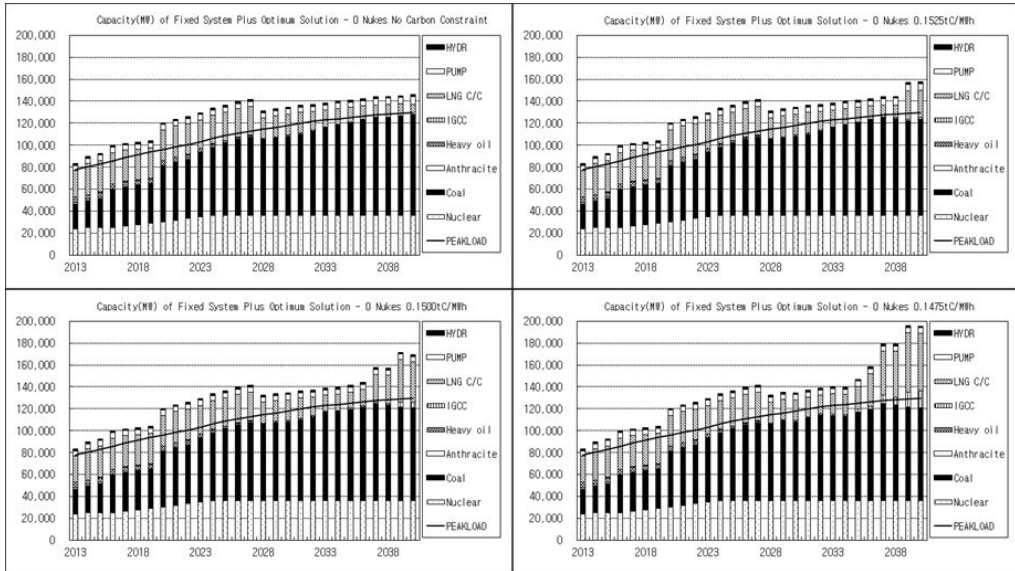 Capacity(MW) of Fixed System Plus Optimum Solution - 0 Nukes No Carbon Constraint
200,000
180,000
160,000
140,000
120,000
100,000
80,000
60,000
40,000
20,000
0
2013 2018 2023 2028 2033 2038
HYDR
PUMP
LNG C/C
IGCC
Heavy oil
Anthracite
Coal
Nuclear
PEAKLOAD
Capacity(MW) of Fixed System Plus Optimum Solution - 0 Nukes 0.1525tC/MWh
200,000
180,000
160,000
140,000
120,000
100,000
80,000
60,000
40,000
20,000
0
2013 2018 2023 2028 2033 2038
HYDR
PUMP
LNG C/C
IGCC
Heavy oil
Anthracite
Coal
Nuclear
PEAKLOAD
Capacity(MW) of Fixed System Plus Optimum Solution - 0 Nukes 0.1500tC/MWh
200,000
180,000
160,000
140,000
120,000
100,000
80,000
60,000
40,000
20,000
0
2013 2018 2023 2028 2033 2038
HYDR
PUMP
LNG C/C
IGCC
Heavy oil
Anthracite
Coal
Nuclear
PEAKLOAD
Capacity(MW) of Fixed System Plus Optimum Solution - 0 Nukes 0.1475tC/MWh
200,000
180,000
160,000
140,000
120,000
100,000
80,000
60,000
40,000
20,000
0
2013 2018 2023 2028 2033 2038
HYDR
PUMP
LNG C/C
IGCC
Heavy oil
Anthracite
Coal
Nuclear
PEAKLOAD